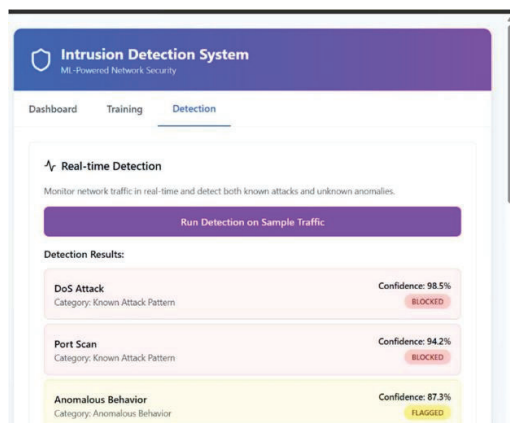 Intrusion Detection System
ML-Powered Network Security
Dashboard Training Detection
Real-time Detection
Monitor network traffic in real-time and detect both known attacks and unknown anomalies.
Run Detection on Sample Traffic
Detection Results:
DoS Attack
Confidence: 98.5%
Category: Known Attack Pattern
BLOCKED
Port Scan
Confidence: 94.2%
Category: Known Attack Pattern
BLOCKED
Anomalous Behavior
Confidence: 87.3%
Category: Anomalous Behavior
FLAGGED